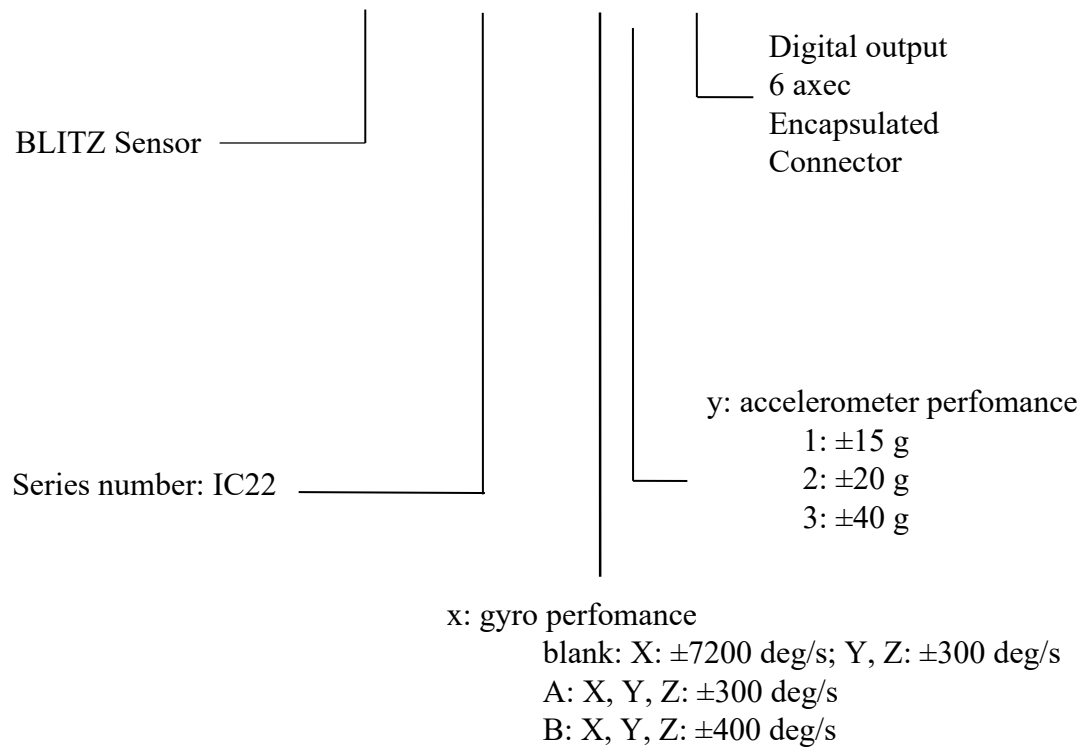 Digital output
6 axec
Encapsulated
Connector
BLITZ Sensor
y: accelerometer perfomance
1: ±15 g
2: ±20 g
3: ±40 g
Series number: IC22
x: gyro perfomance
blank: X: ±7200 deg/s; Y, Z: ±300 deg/s
A: X, Y, Z: ±300 deg/s
B: X, Y, Z: ±400 deg/s